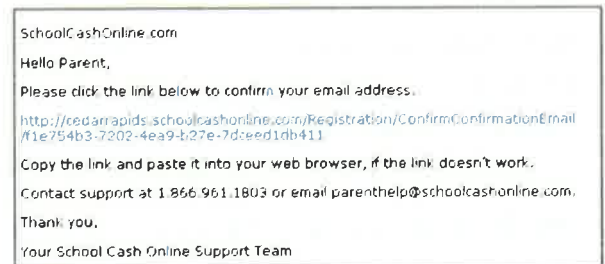 SchoolCashOnline.com
Hello Parent,
Please click the link below to confirm your email address.
http://cedarrapids.schoolcashonline.com/Registration/ConfirmConfirmationEmail
/f1e754b3-7202-4ea9-b27e-7dceed1db411
Copy the link and paste it into your web browser, if the link doesn't work.
Contact support at 1.866.961.1803 or email parenthelp@schoolcashonline.com.
Thank you,
Your School Cash Online Support Team